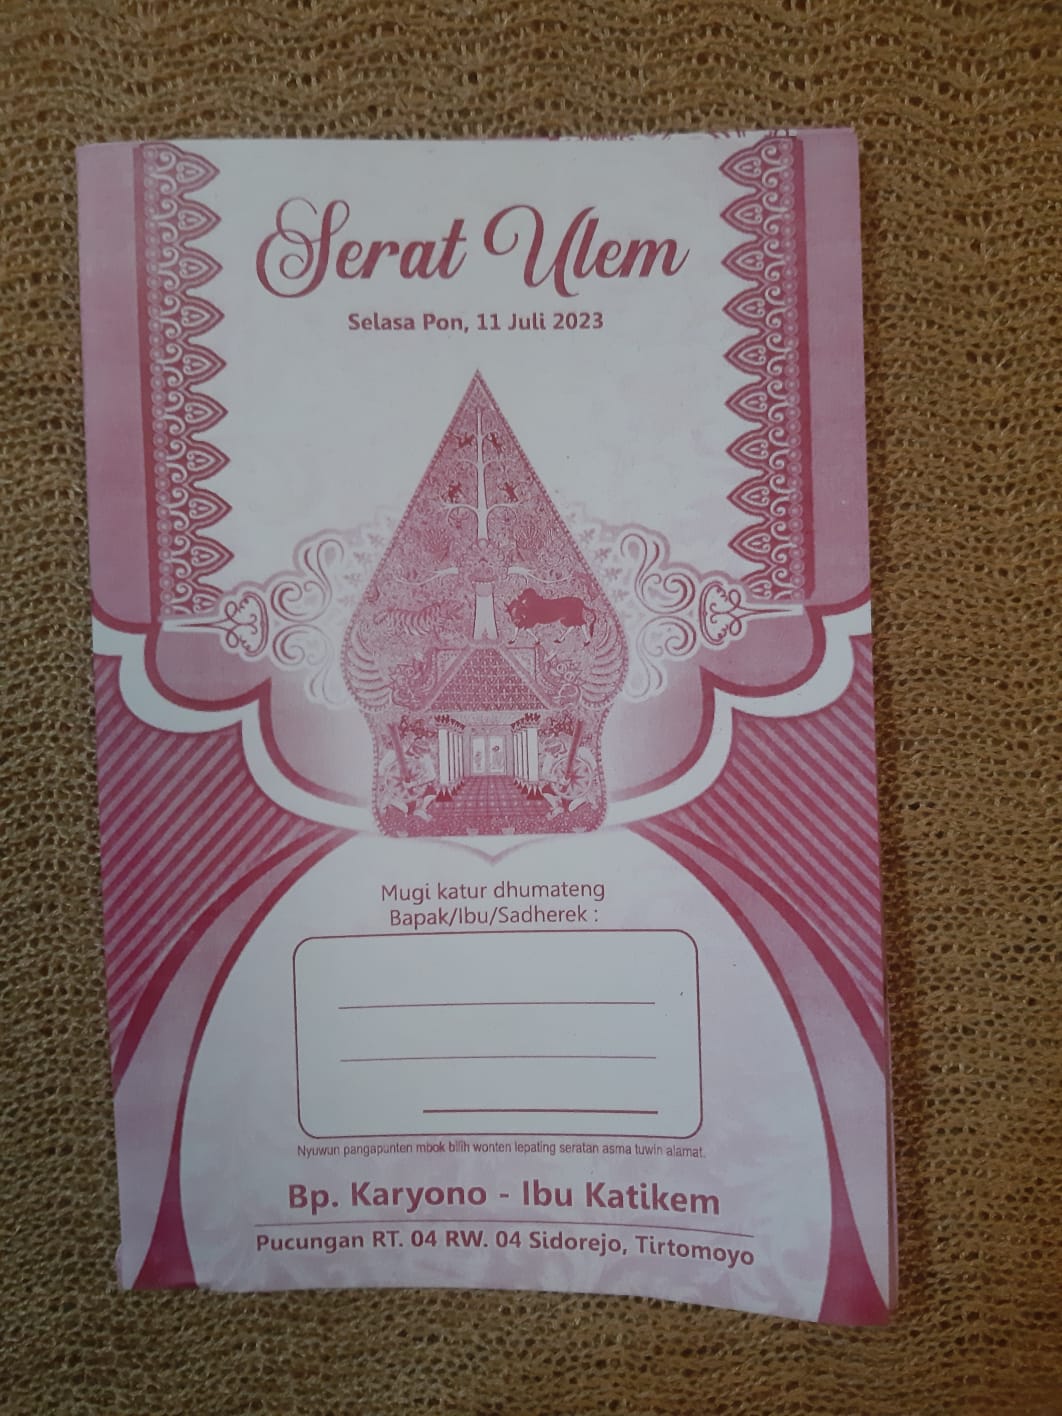 Serat Ulem
Selasa Pon, 11 Juli 2023
Mugi katur dhumateng
Bapak/Ibu/Sadherek :
Nyuwun pangapunten mbok bilih wonten lepating seratan asma tuwin alamat.
Bp. Karyono - Ibu Katikem
Pucungan RT. 04 RW. 04 Sidorejo, Tirtomoyo